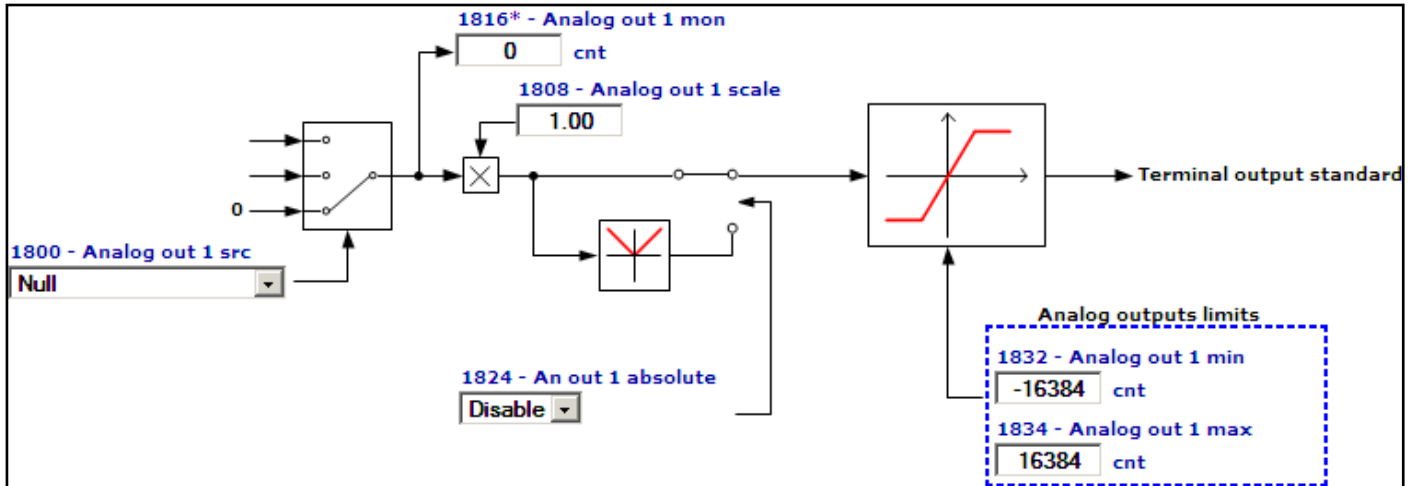 1816* - Analog out 1 mon
0 cnt
1808 - Analog out 1 scale
1.00
0
Terminal output standard
1800 - Analog out 1 src
Null
Analog outputs limits
1832 - Analog out 1 min
-16384 cnt
1824 - An out 1 absolute
Disable
1834 - Analog out 1 max
16384 cnt